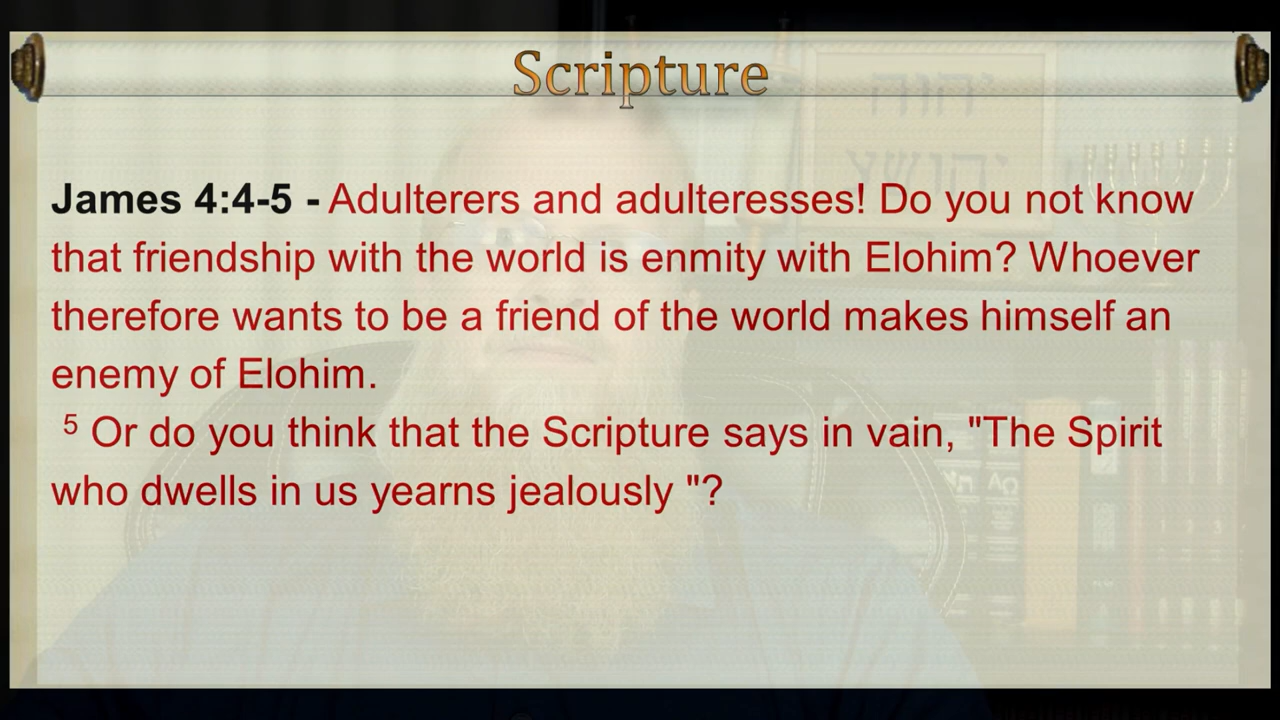 Scripture
יהוה
James 4:4-5 - Adulterers and adulteresses! Do you not know
that friendship with the world is enmity with Elohim? Whoever
therefore wants to be a friend of the world makes himself an
enemy of Elohim.
5 Or do you think that the Scripture says in vain, "The Spirit
who dwells in us yearns jealously "?